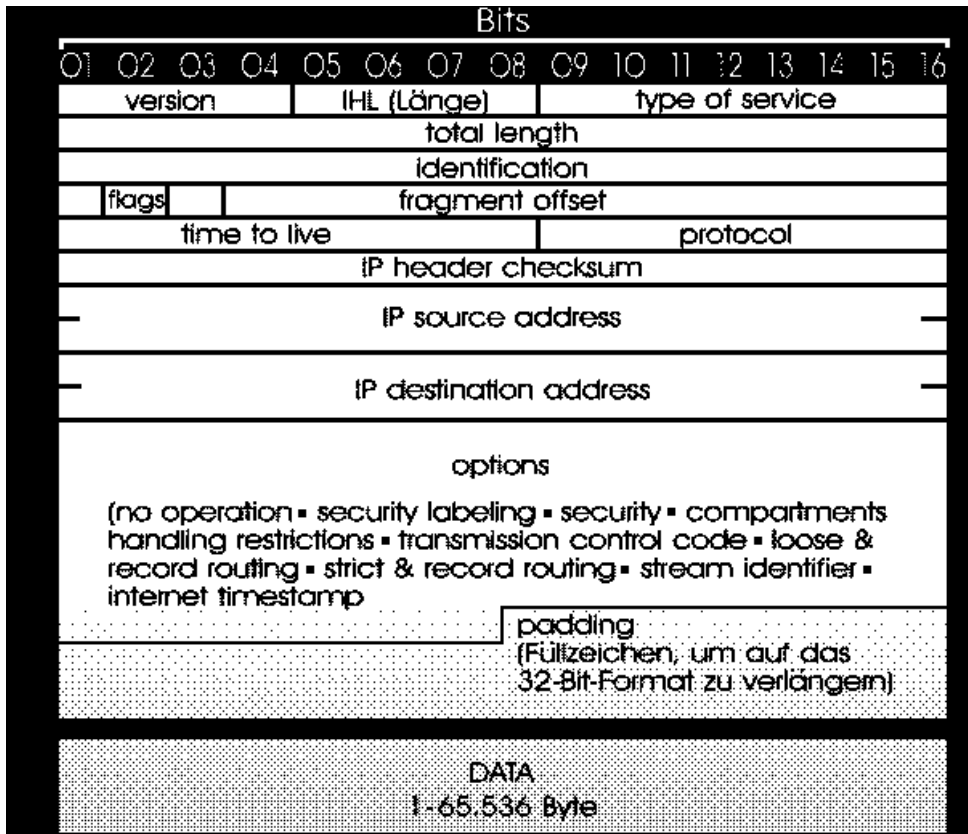 Bits
01 02 03 04 05 06 07 08 09 10 11 12 13 14 15 16
version IHL (Länge) type of service
total length
identification
flags fragment offset
time to live protocol
IP header checksum
IP source address
IP destination address
options
(no operation ▪ security labeling ▪ security ▪ compartments
handling restrictions ▪ transmission control code ▪ loose &
record routing ▪ strict & record routing ▪ stream identifier ▪
internet timestamp
padding
(Füllzeichen, um auf das
32-Bit-Format zu verlängern)
DATA
1-65.536 Byte